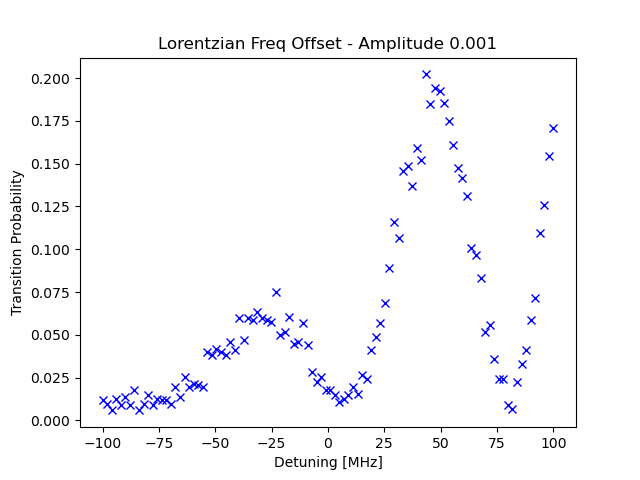 Lorentzian Freq Offset - Amplitude 0.001
Transition Probability
0.200
0.175
0.150
0.125
0.100
0.075
0.050
0.025
0.000
−100 −75 −50 −25 0 25 50 75 100
Detuning [MHz]